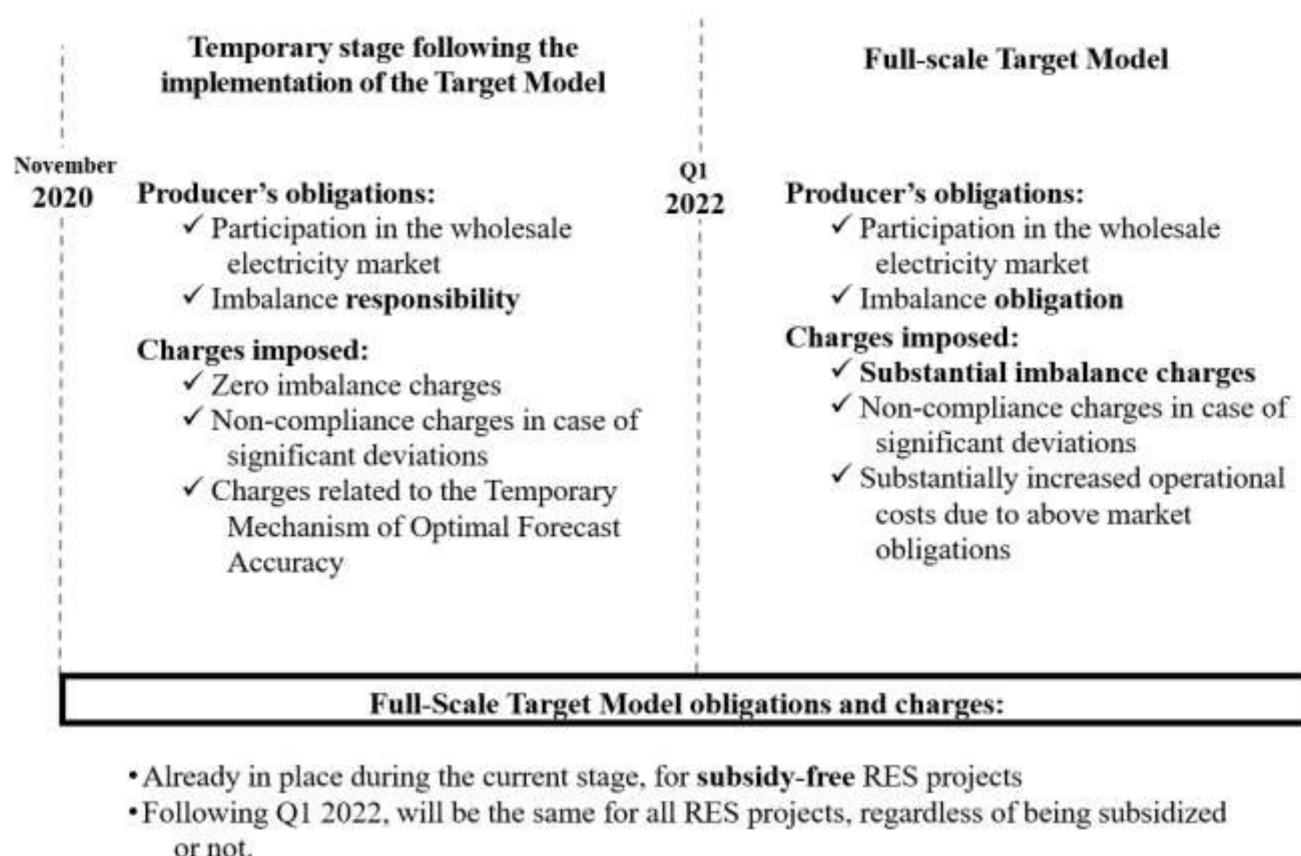 Temporary stage following the
implementation of the Target Model
November
2020
Producer's obligations:
✓ Participation in the wholesale
electricity market
✓ Imbalance responsibility
Charges imposed:
✓ Zero imbalance charges
✓ Non-compliance charges in case of
significant deviations
✓ Charges related to the Temporary
Mechanism of Optimal Forecast
Accuracy
Full-scale Target Model
Q1
2022
Producer's obligations:
✓ Participation in the wholesale
electricity market
✓ Imbalance obligation
Charges imposed:
✓ Substantial imbalance charges
✓ Non-compliance charges in case of
significant deviations
✓ Substantially increased operational
costs due to above market
obligations
Full-Scale Target Model obligations and charges:
•Already in place during the current stage, for subsidy-free RES projects
•Following Q1 2022, will be the same for all RES projects, regardless of being subsidized
or not.